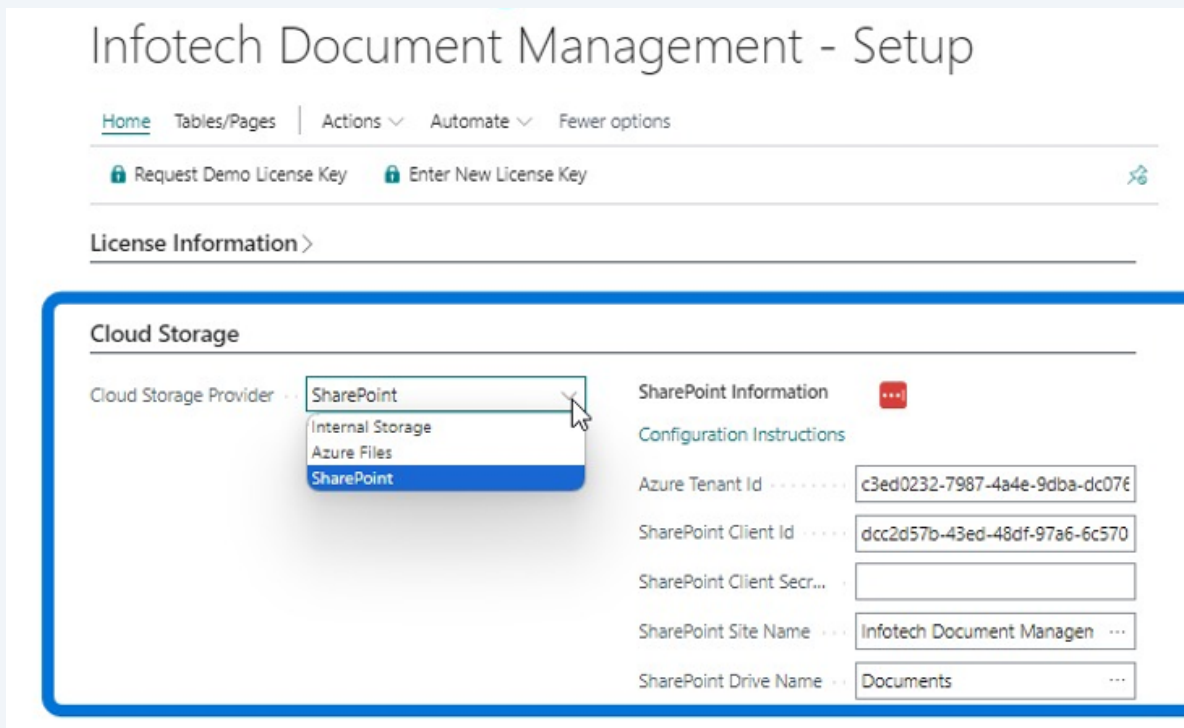 Infotech Document Management - Setup
Home Tables/Pages Actions Automate Fewer options
Request Demo License Key Enter New License Key
License Information
Cloud Storage
Cloud Storage Provider SharePoint
Internal Storage
Azure Files
SharePoint
SharePoint Information
Configuration Instructions
Azure Tenant Id c3ed0232-7987-4a4e-9dba-dc076
SharePoint Client Id dcc2d57b-43ed-48df-97a6-6c570
SharePoint Client Secr...
SharePoint Site Name Infotech Document Managen ...
SharePoint Drive Name Documents ...